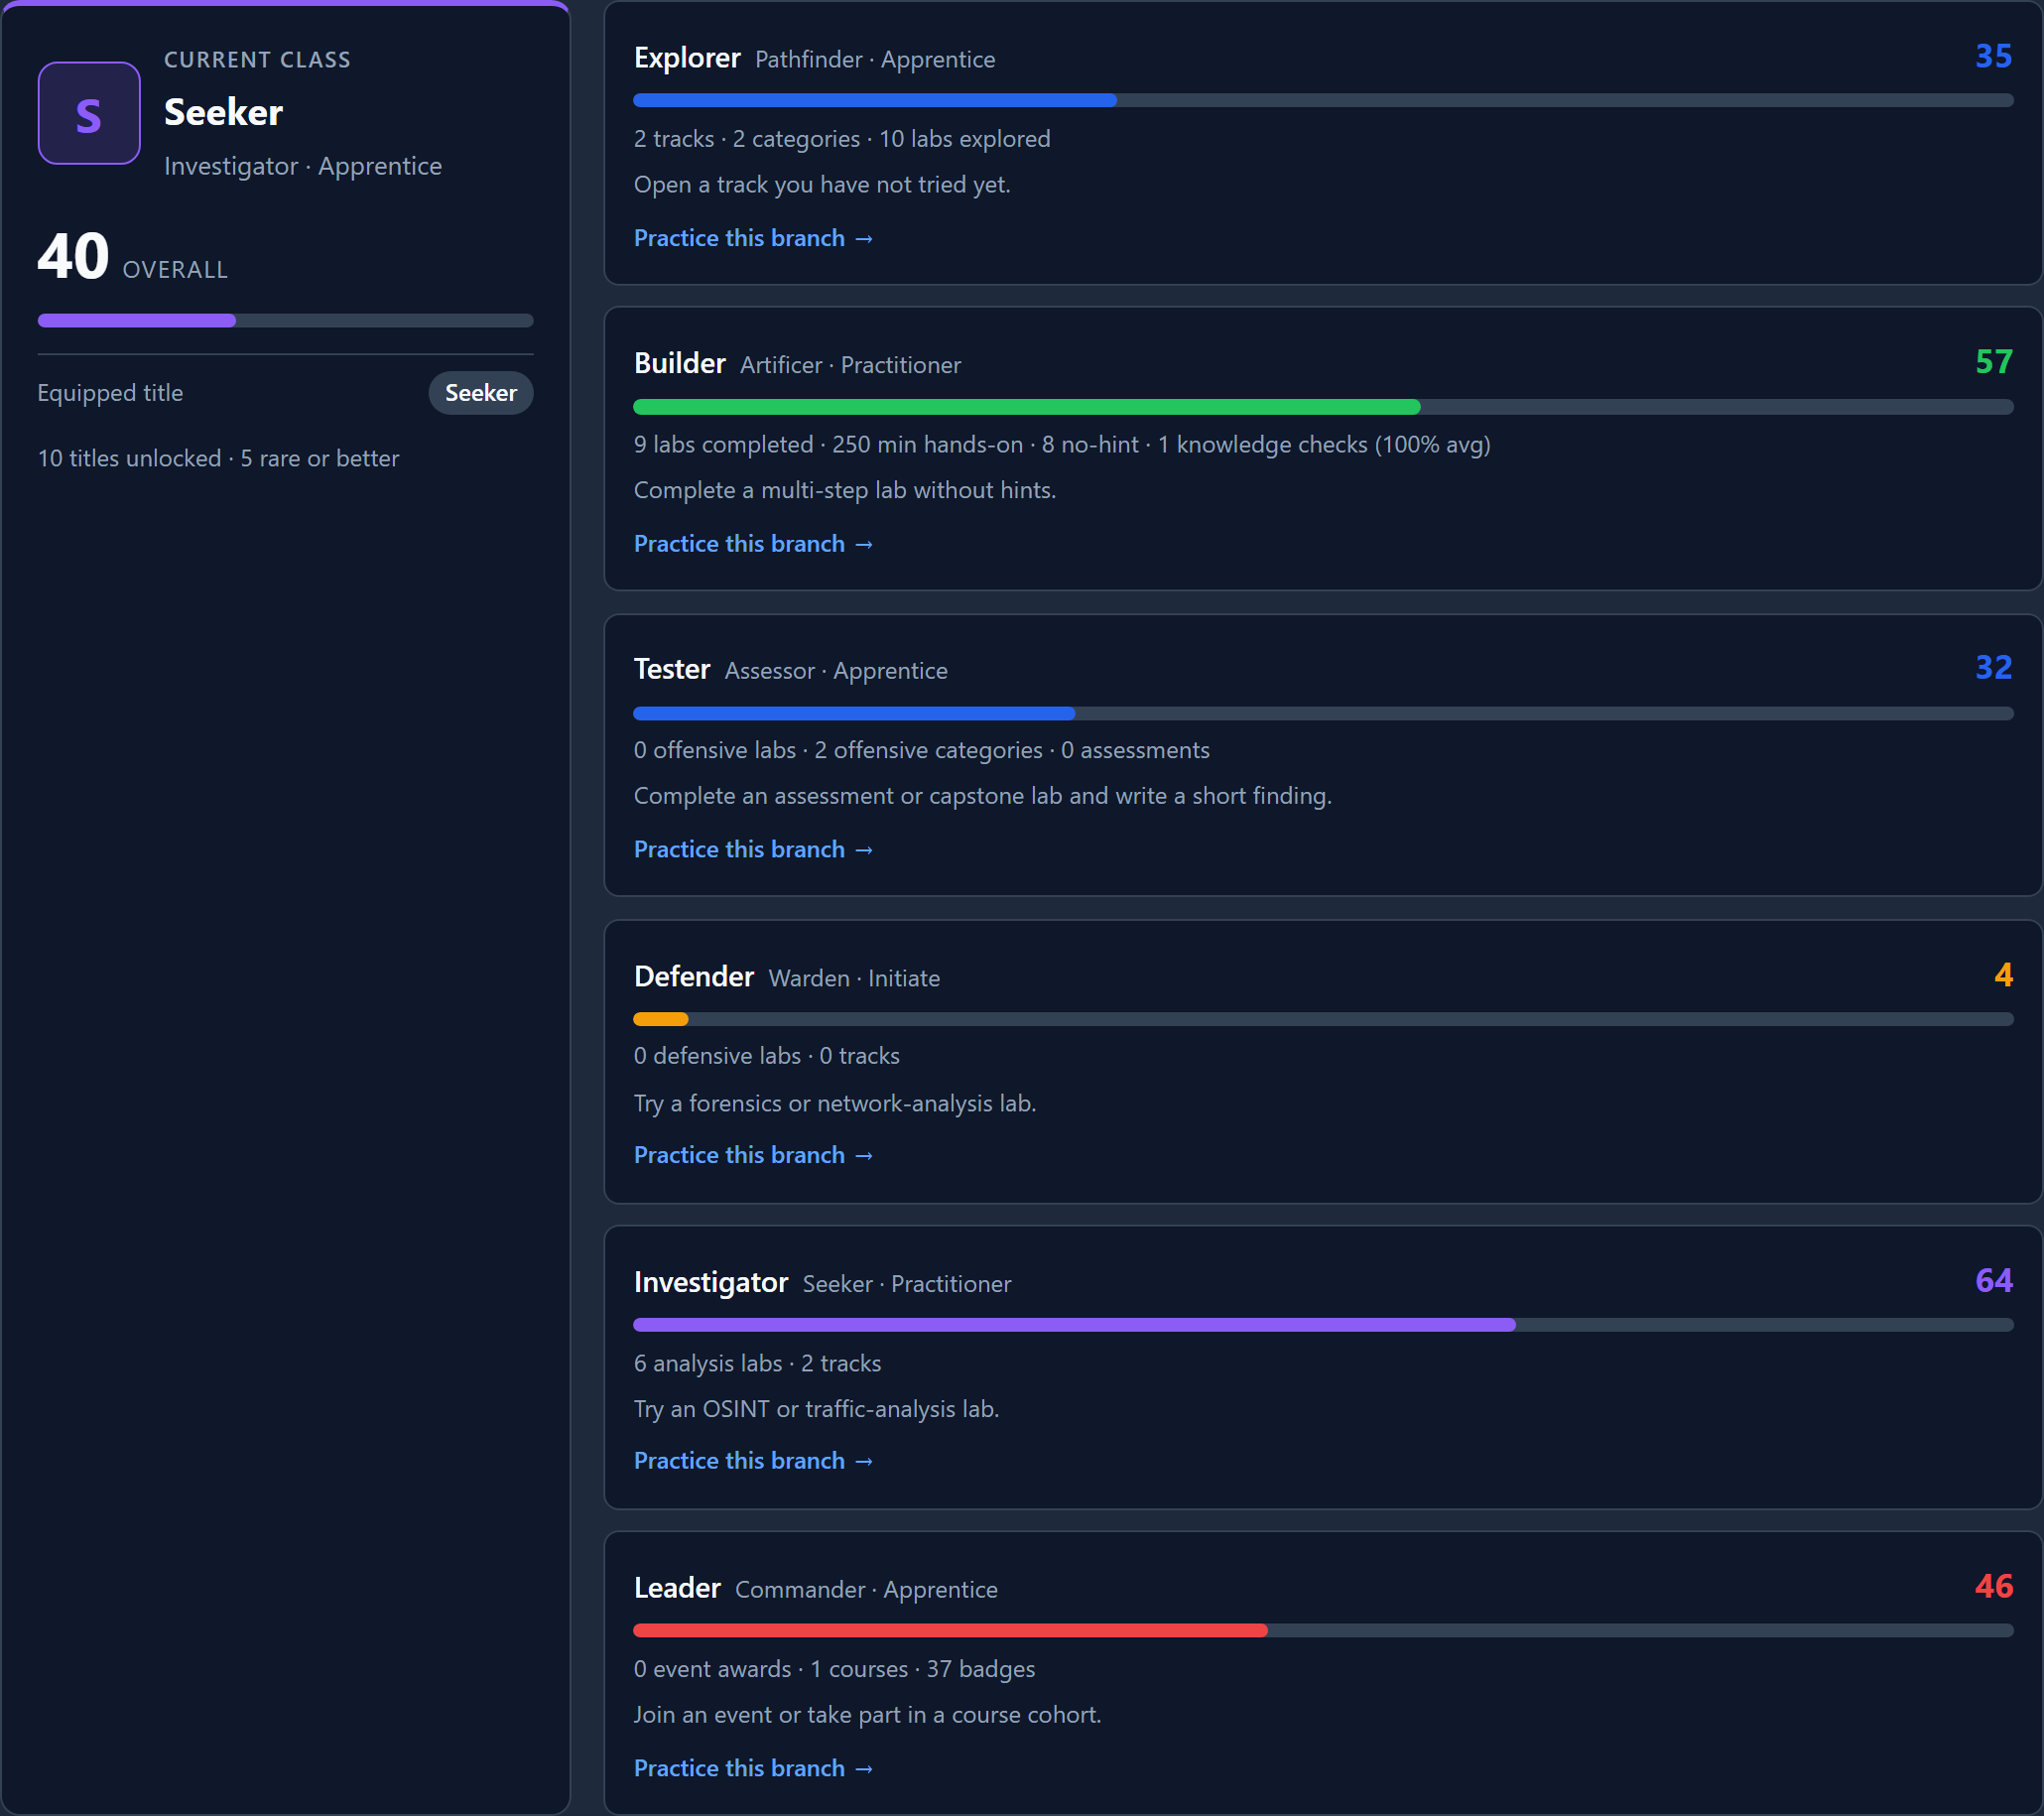 CURRENT CLASS
S
Seeker
Investigator · Apprentice
40 OVERALL
Equipped title
Seeker
10 titles unlocked · 5 rare or better
Explorer Pathfinder · Apprentice
35
2 tracks · 2 categories · 10 labs explored
Open a track you have not tried yet.
Practice this branch →
Builder Artificer · Practitioner
57
9 labs completed · 250 min hands-on · 8 no-hint · 1 knowledge checks (100% avg)
Complete a multi-step lab without hints.
Practice this branch →
Tester Assessor · Apprentice
32
0 offensive labs · 2 offensive categories · 0 assessments
Complete an assessment or capstone lab and write a short finding.
Practice this branch →
Defender Warden · Initiate
4
0 defensive labs · 0 tracks
Try a forensics or network-analysis lab.
Practice this branch →
Investigator Seeker · Practitioner
64
6 analysis labs · 2 tracks
Try an OSINT or traffic-analysis lab.
Practice this branch →
Leader Commander · Apprentice
46
0 event awards · 1 courses · 37 badges
Join an event or take part in a course cohort.
Practice this branch →